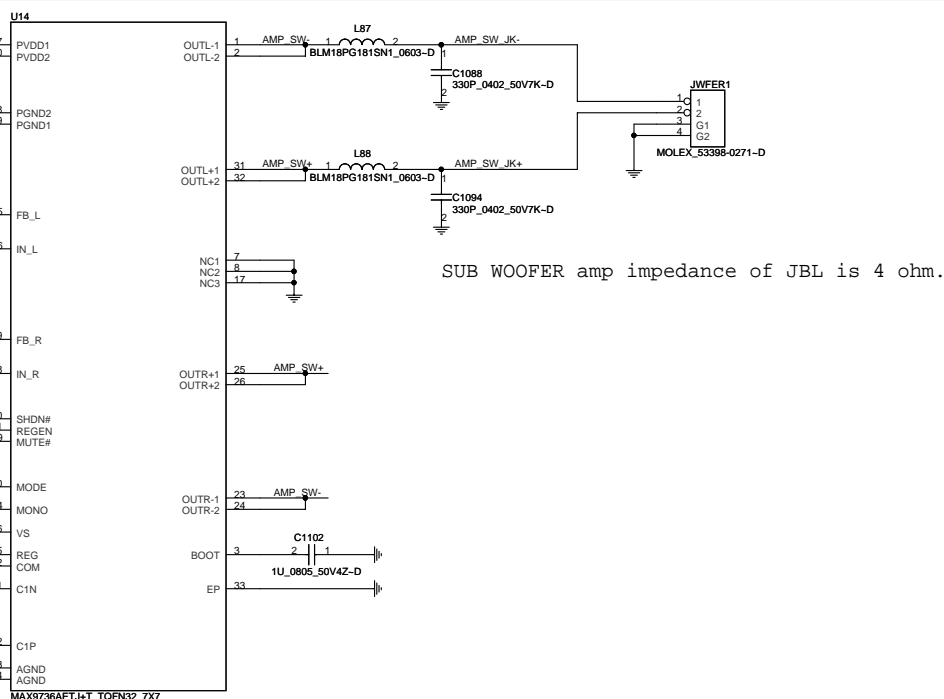 U14
PVDD1
PVDD2
PGND2
PGND1
FB_L
IN_L
FB_R
IN_R
SHDN#
REGEN
MUTE#
MODE
MONO
VS
REG
COM
C1N
C1P
AGND
AGND
OUTL-1 1 AMP_SW-
OUTL-2 2
L87
1 2
BLM18PG181SN1_0603~D
AMP_SW_JK-
1
C1088
330P_0402_50V7K~D
2
JWFER1
1 1
2 2
3 G1
4 G2
MOLEX_53398-0271~D
OUTL+1 31 AMP_SW+
OUTL+2 32
L88
1 2
BLM18PG181SN1_0603~D
AMP_SW_JK+
1
C1094
330P_0402_50V7K~D
2
NC1 7
NC2 8
NC3 17
SUB WOOFER amp impedance of JBL is 4 ohm.
OUTR+1 25 AMP_SW+
OUTR+2 26
OUTR-1 23 AMP_SW-
OUTR-2 24
C1102
BOOT 3 2 1
1U_0805_50V4Z~D
EP 33
MAX9736AETJ+T_TQFN32_7X7